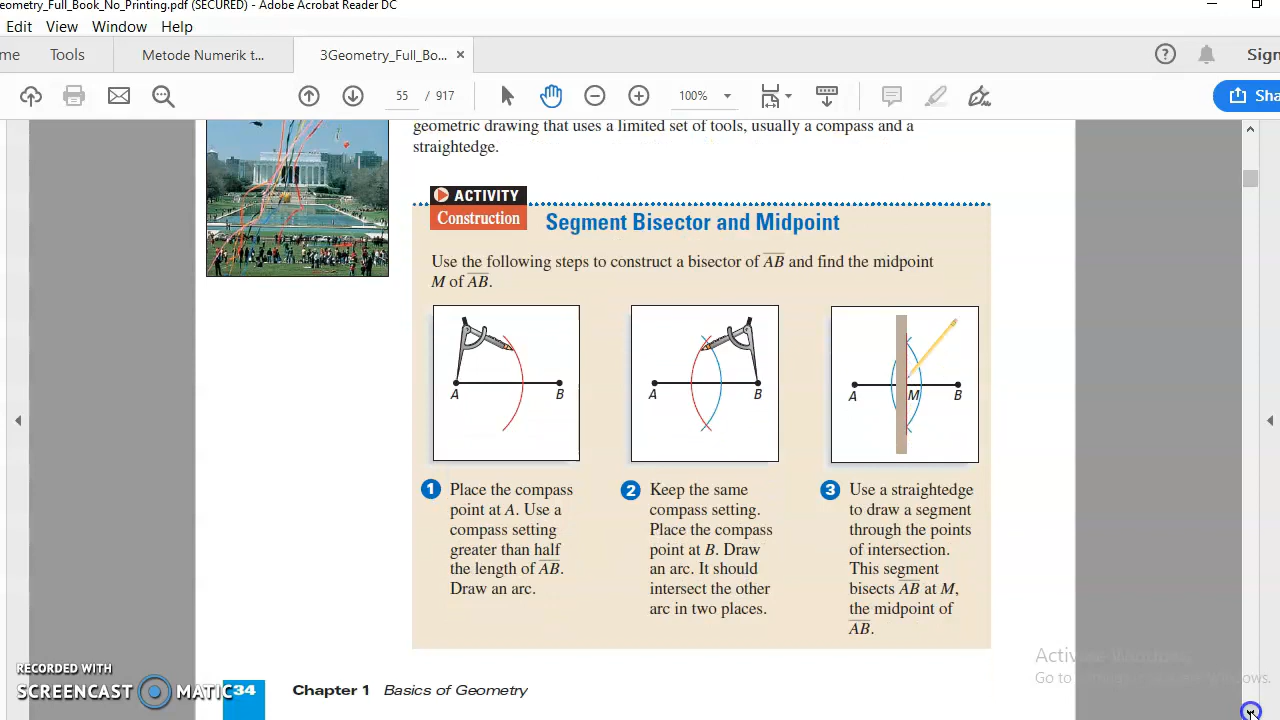 eometry_Full_Book_No_Printing.pdf (SECURED) - Adobe Acrobat Reader DC
Edit View Window Help
me Tools Metode Numerik t... 3Geometry_Full_Bo... × Sign
55 / 917 100% Sha
geometric drawing that uses a limited set of tools, usually a compass and a
straightedge.
ACTIVITY
Construction Segment Bisector and Midpoint
Use the following steps to construct a bisector of AB and find the midpoint
M of AB.
A B
A B
A M B
1 Place the compass
point at A. Use a
compass setting
greater than half
the length of AB.
Draw an arc.
2 Keep the same
compass setting.
Place the compass
point at B. Draw
an arc. It should
intersect the other
arc in two places.
3 Use a straightedge
to draw a segment
through the points
of intersection.
This segment
bisects AB at M,
the midpoint of
AB.
34 Chapter 1 Basics of Geometry
RECORDED WITH
SCREENCAST MATIC